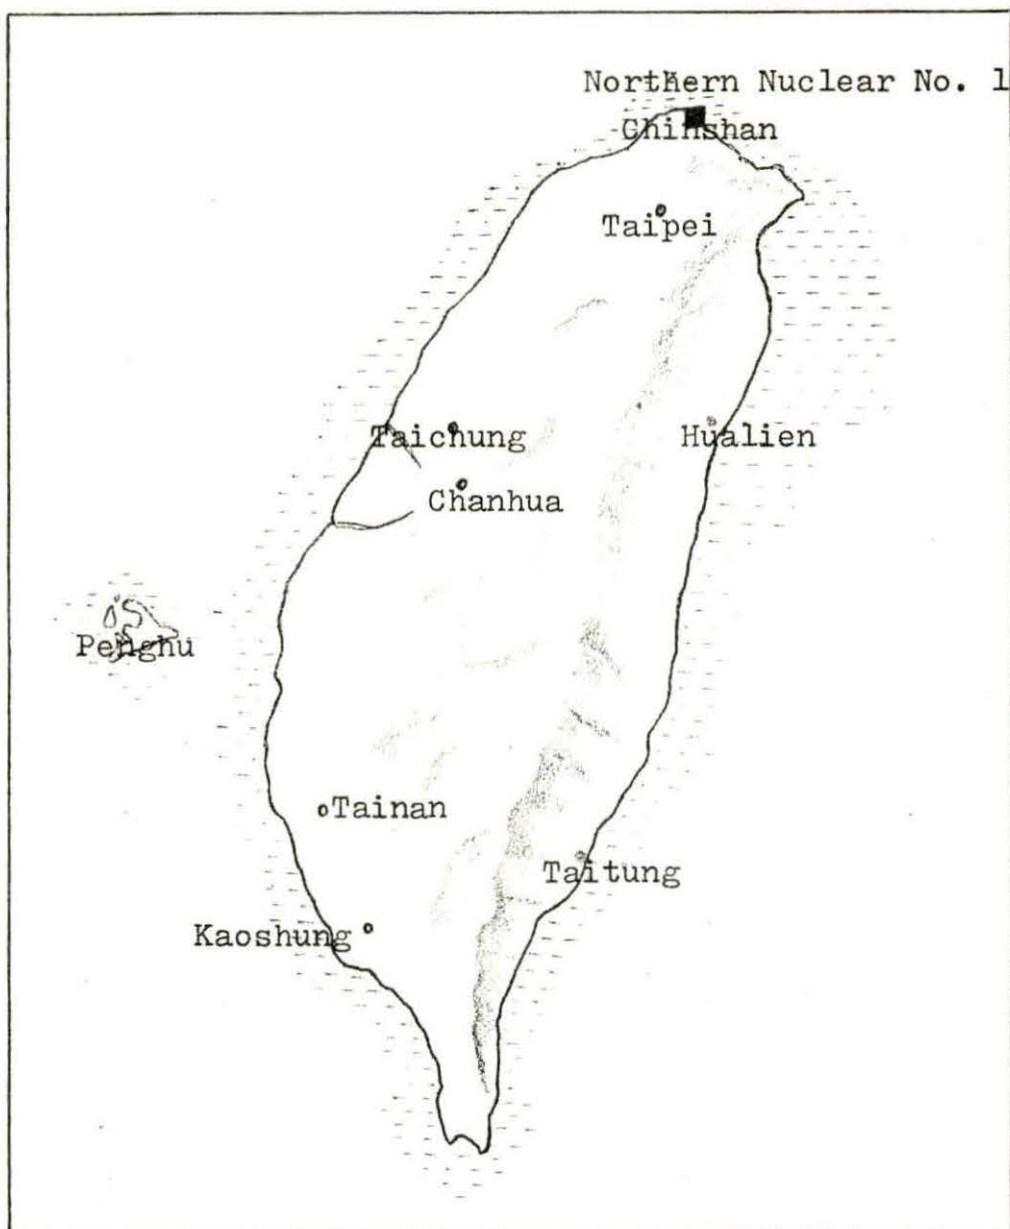 Northern Nuclear No. 1
Chinshan
Taipei
Taichung
Hualien
Chanhua
Penghu
Tainan
Taitung
Kaoshung